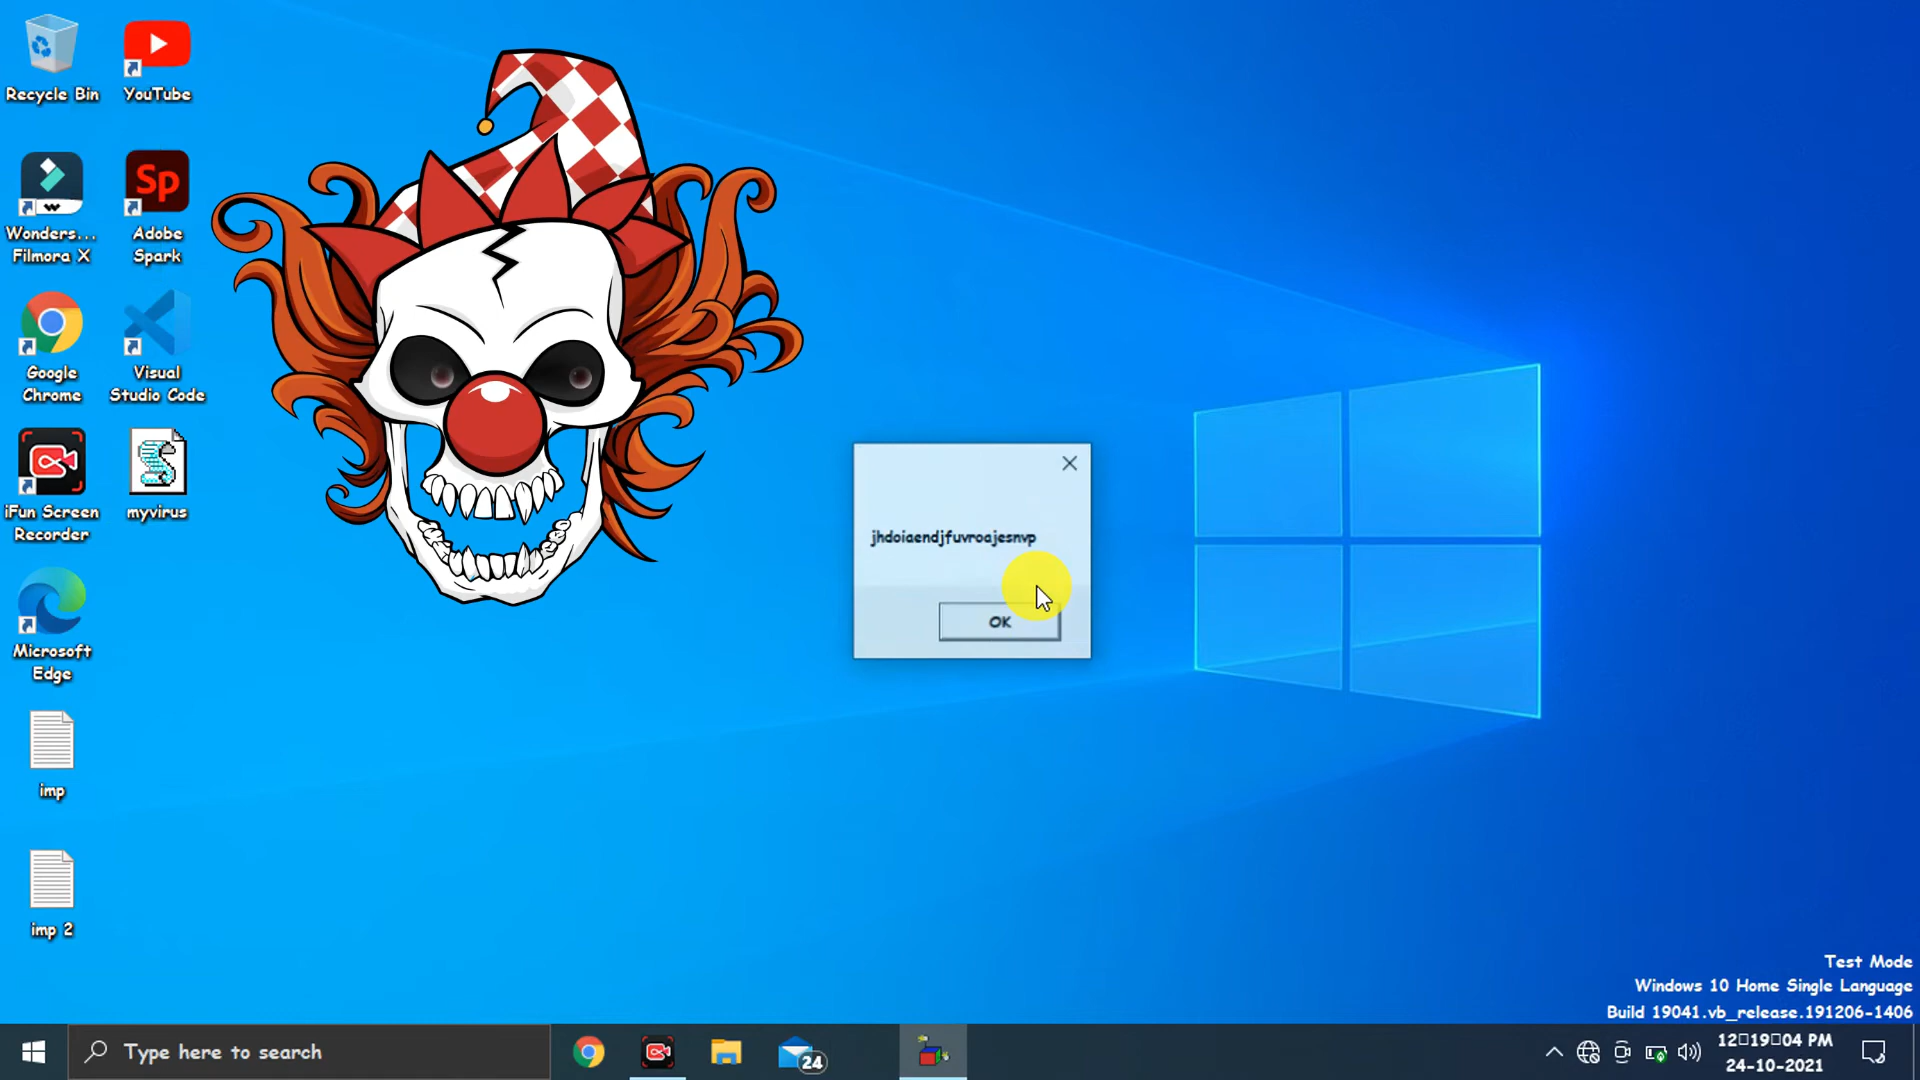 Recycle Bin
YouTube
Sp
Wonders...
Filmora X
Adobe
Spark
Google
Chrome
Visual
Studio Code
iFun Screen
Recorder
myvirus
Microsoft
Edge
imp
imp 2
jhdoiaendjfuvroajesnvp
OK
Test Mode
Windows 10 Home Single Language
Build 19041.vb_release.191206-1406
Type here to search
24
12▯19▯04 PM
24-10-2021